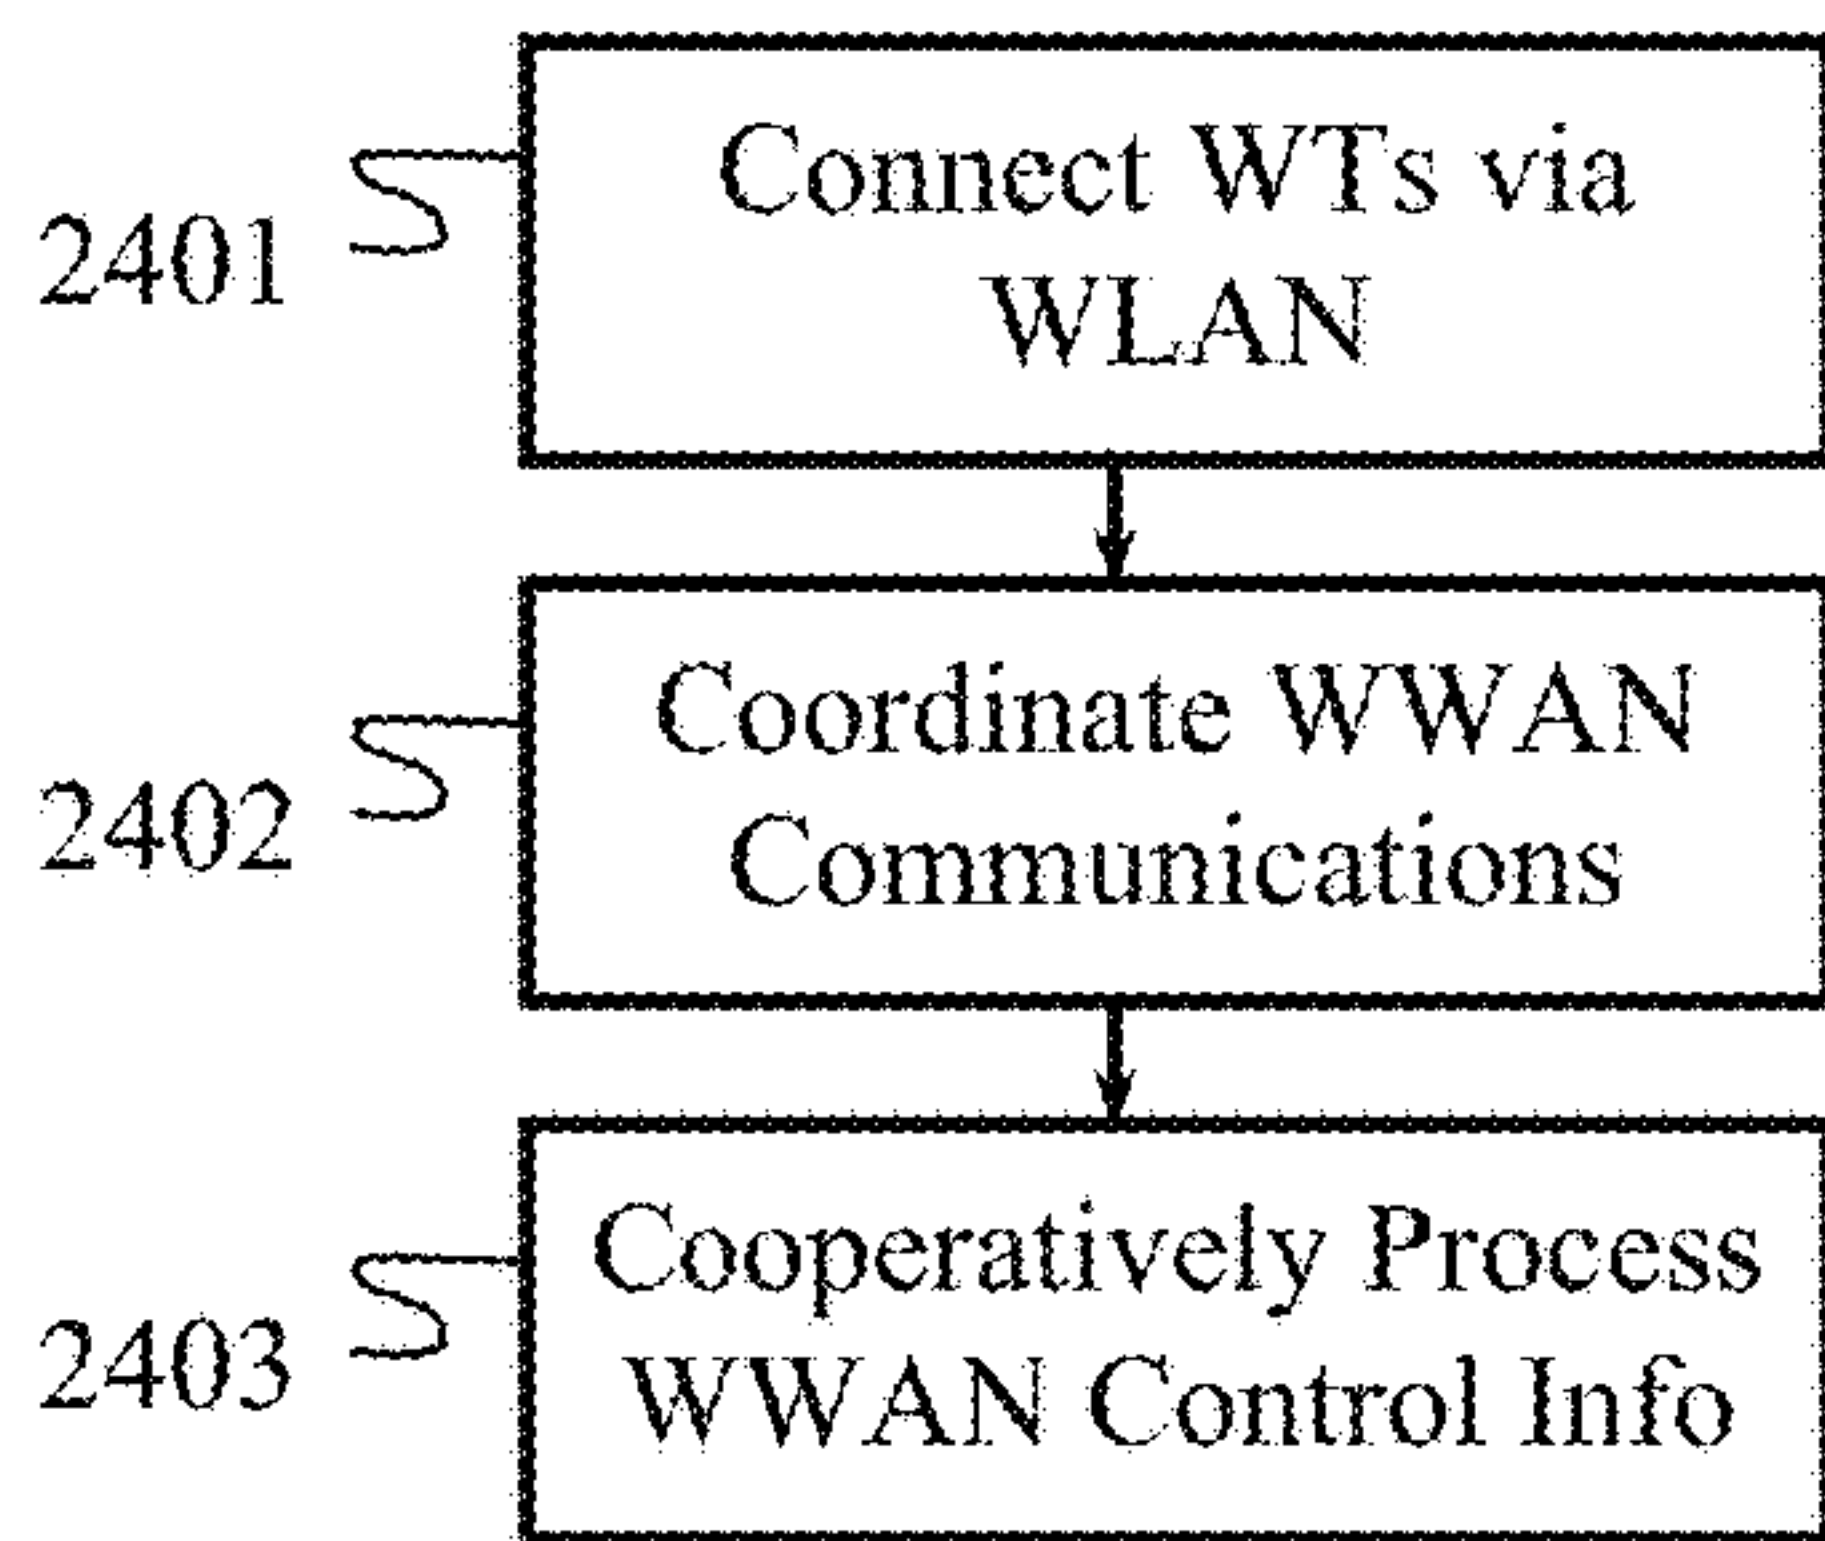 Connect WTs via
WLAN
2401
Coordinate WWAN
Communications
2402
Cooperatively Process
WWAN Control Info
2403